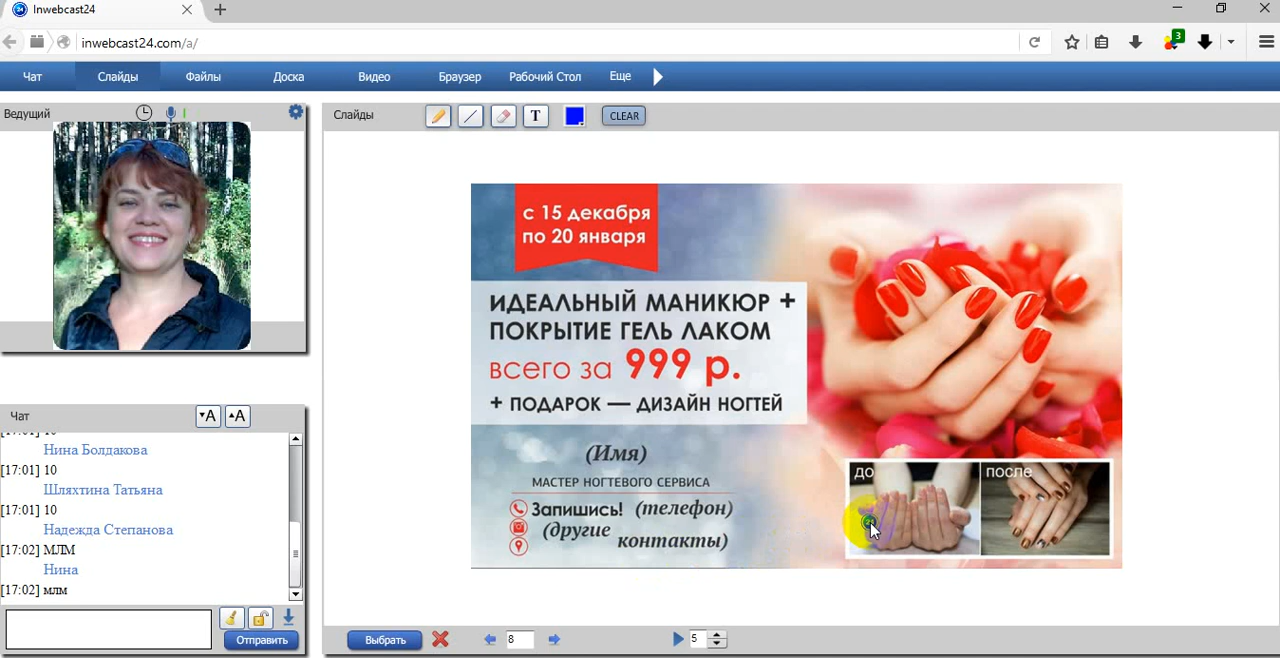 Inwebcast24
inwebcast24.com/a/
3
Чат Слайды Файлы Доска Видео Браузер Рабочий Стол Еще
Ведущий
Слайды T CLEAR
с 15 декабря
по 20 января
ИДЕАЛЬНЫЙ МАНИКЮР +
ПОКРЫТИЕ ГЕЛЬ ЛАКОМ
всего за 999 р.
+ ПОДАРОК — ДИЗАЙН НОГТЕЙ
(Имя)
МАСТЕР НОГТЕВОГО СЕРВИСА
Запишись! (телефон)
(другие контакты)
до после
Чат
▾A ▴A
Нина Болдакова
[17:01] 10
Шляхтина Татьяна
[17:01] 10
Надежда Степанова
[17:02] МЛМ
Нина
[17:02] млм
Отправить
Выбрать 8 5